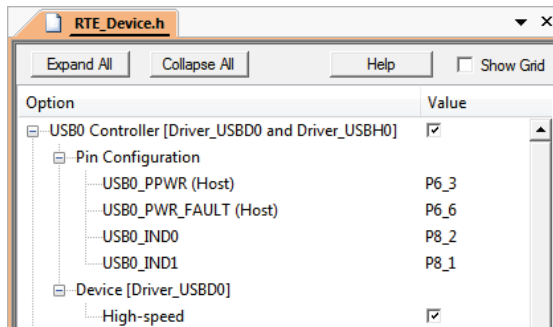 RTE_Device.h
Expand All Collapse All Help Show Grid
Option Value
USB0 Controller [Driver_USBD0 and Driver_USBH0]
Pin Configuration
USB0_PPWR (Host) P6_3
USB0_PWR_FAULT (Host) P6_6
USB0_IND0 P8_2
USB0_IND1 P8_1
Device [Driver_USBD0]
High-speed